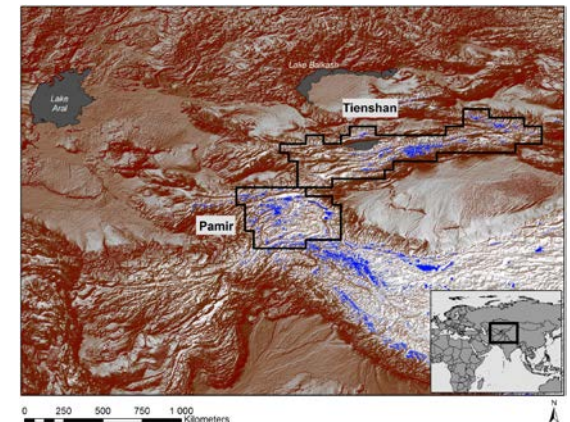 Lake Balkash
Lake
Aral
Tienshan
Pamir
0 250 500 750 1 000
Kilometers
N